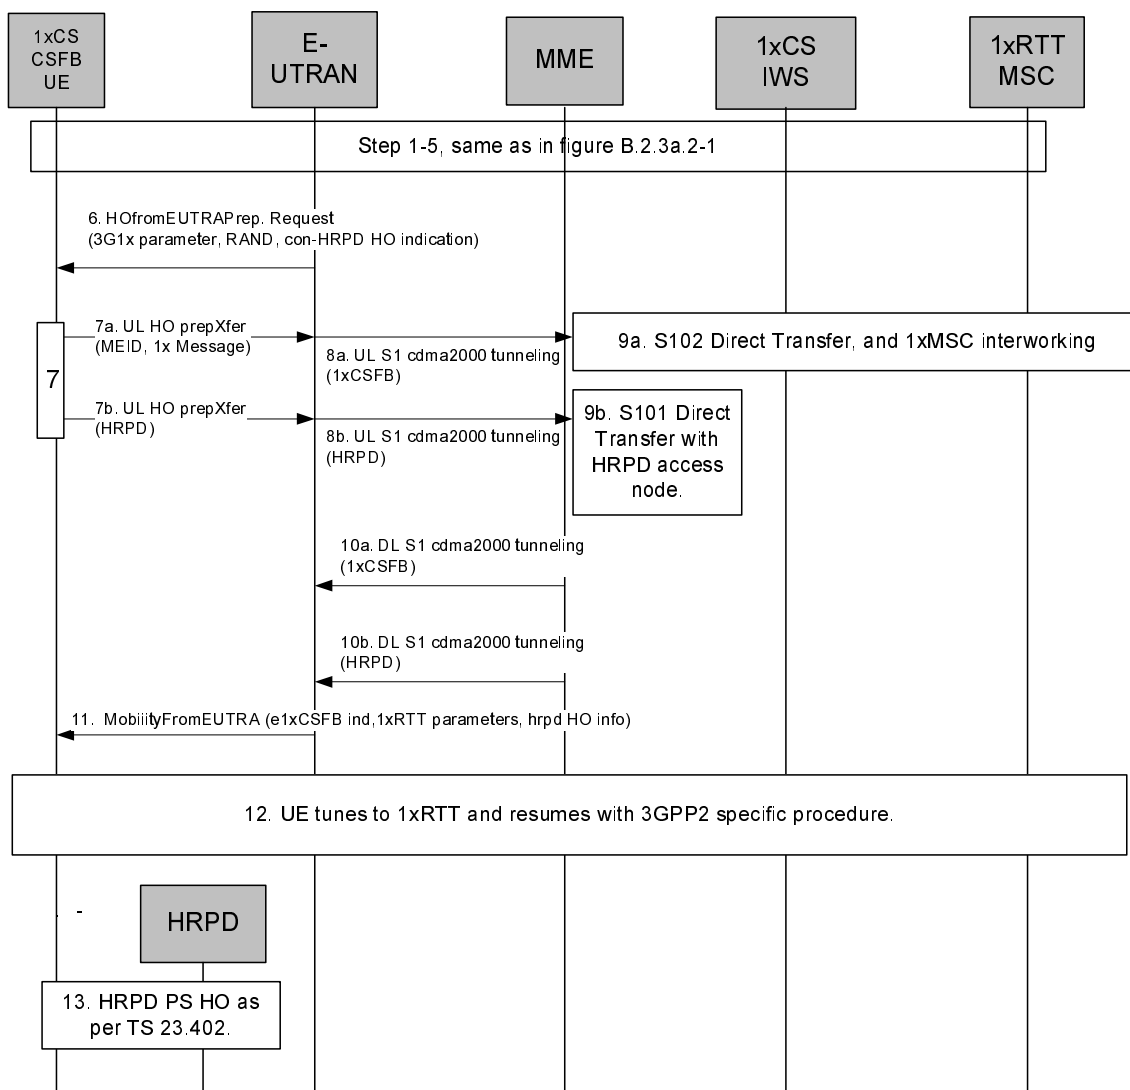 1xCS
CSFB
UE
E-
UTRAN
MME
1xCS
IWS
1xRTT
MSC
Step 1-5, same as in figure B.2.3a.2-1
6. HOfromEUTRAPrep. Request
(3G1x parameter, RAND, con-HRPD HO indication)
7
7a. UL HO prepXfer
(MEID, 1x Message)
8a. UL S1 cdma2000 tunneling
(1xCSFB)
9a. S102 Direct Transfer, and 1xMSC interworking
7b. UL HO prepXfer
(HRPD)
8b. UL S1 cdma2000 tunneling
(HRPD)
9b. S101 Direct
Transfer with
HRPD access
node.
10a. DL S1 cdma2000 tunneling
(1xCSFB)
10b. DL S1 cdma2000 tunneling
(HRPD)
11. MobiiityFromEUTRA (e1xCSFB ind,1xRTT parameters, hrpd HO info)
12. UE tunes to 1xRTT and resumes with 3GPP2 specific procedure.
HRPD
13. HRPD PS HO as
per TS 23.402.